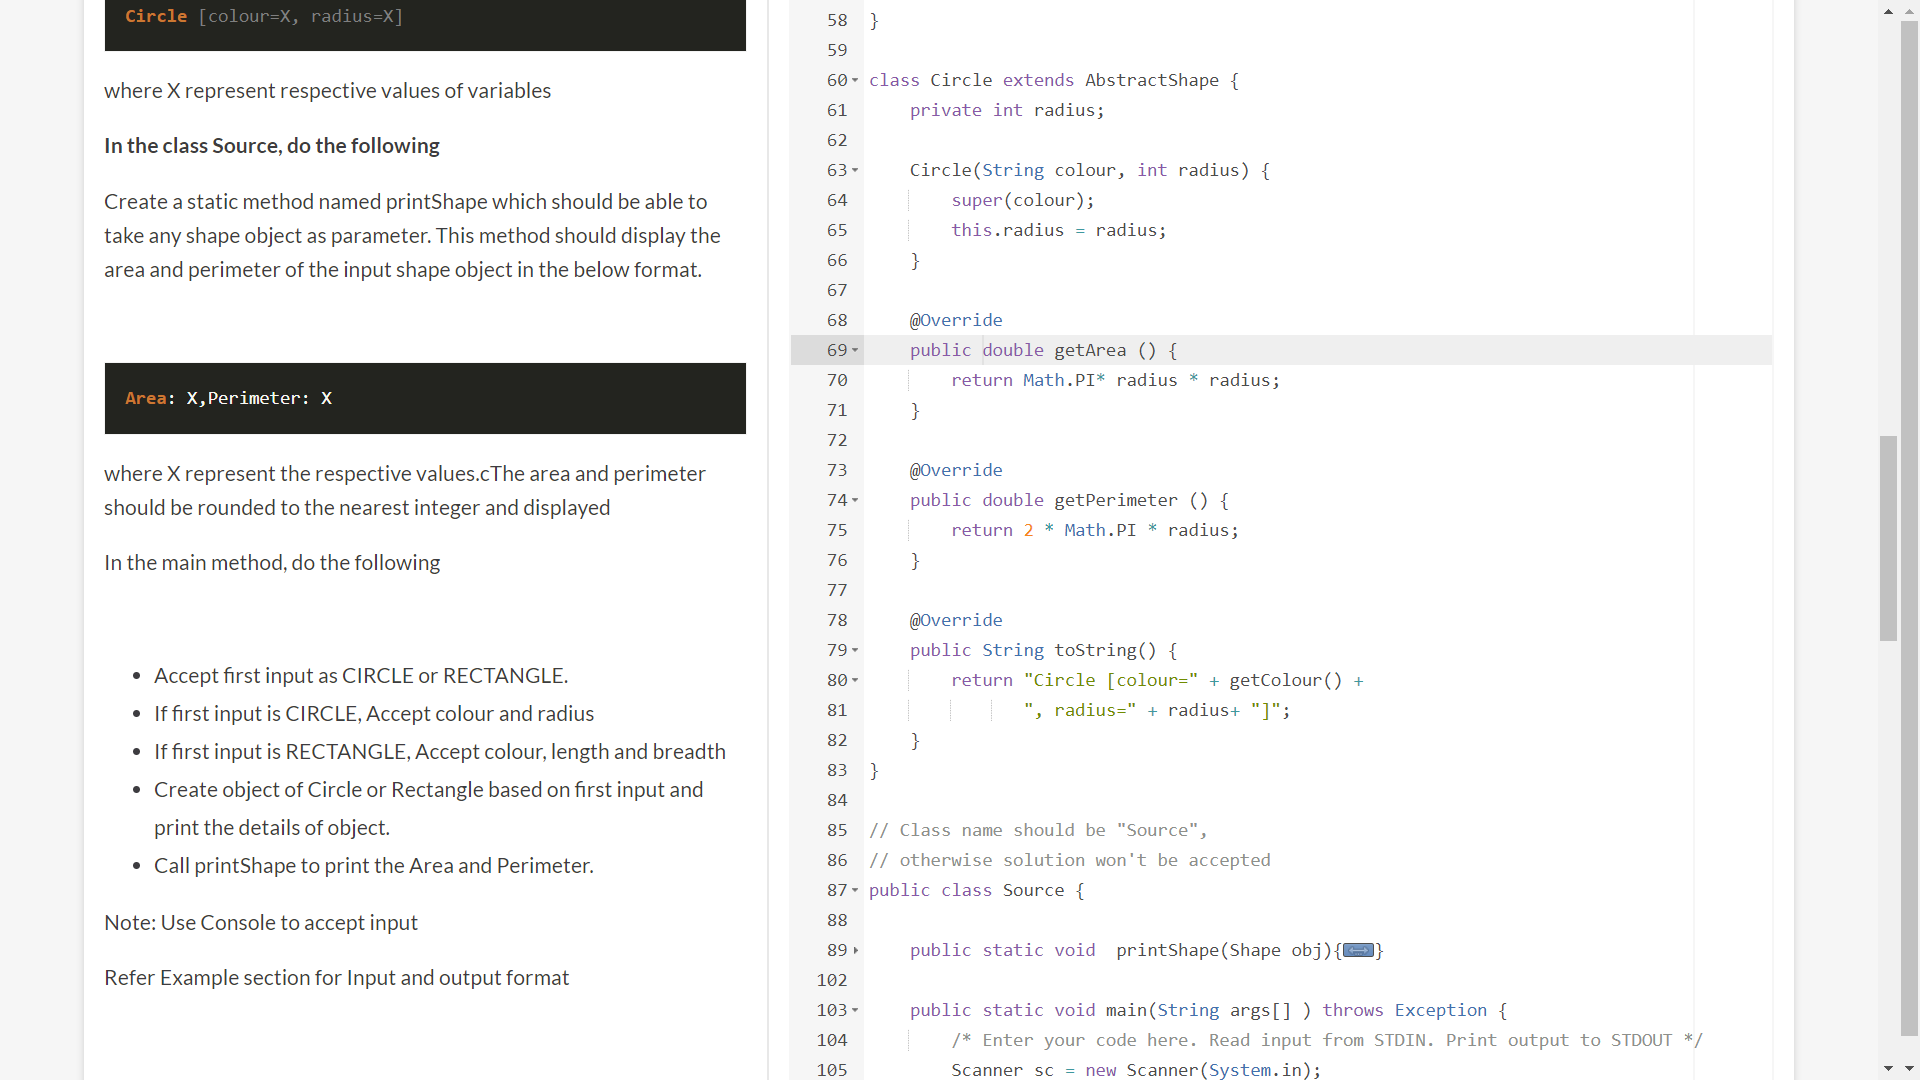 Circle [colour=X, radius=X]
where X represent respective values of variables
In the class Source, do the following
Create a static method named printShape which should be able to
take any shape object as parameter. This method should display the
area and perimeter of the input shape object in the below format.
Area: X,Perimeter: X
where X represent the respective values.cThe area and perimeter
should be rounded to the nearest integer and displayed
In the main method, do the following
• Accept first input as CIRCLE or RECTANGLE.
• If first input is CIRCLE, Accept colour and radius
• If first input is RECTANGLE, Accept colour, length and breadth
• Create object of Circle or Rectangle based on first input and
print the details of object.
• Call printShape to print the Area and Perimeter.
Note: Use Console to accept input
Refer Example section for Input and output format
58 }
59
60 class Circle extends AbstractShape {
61     private int radius;
62
63     Circle(String colour, int radius) {
64         super(colour);
65         this.radius = radius;
66     }
67
68     @Override
69     public double getArea () {
70         return Math.PI* radius * radius;
71     }
72
73     @Override
74     public double getPerimeter () {
75         return 2 * Math.PI * radius;
76     }
77
78     @Override
79     public String toString() {
80         return "Circle [colour=" + getColour() +
81                ", radius=" + radius+ "]";
82     }
83 }
84
85 // Class name should be "Source",
86 // otherwise solution won't be accepted
87 public class Source {
88
89     public static void  printShape(Shape obj){}
102
103     public static void main(String args[] ) throws Exception {
104         /* Enter your code here. Read input from STDIN. Print output to STDOUT */
105         Scanner sc = new Scanner(System.in);